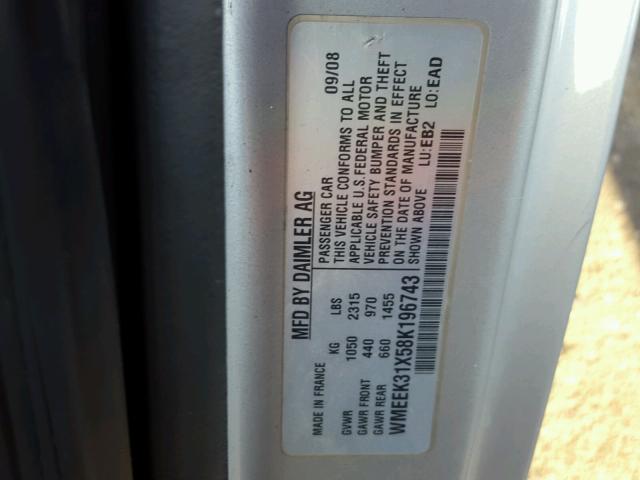 MFD BY DAIMLER AG 09/08
PASSENGER CAR
THIS VEHICLE CONFORMS TO ALL
APPLICABLE U.S. FEDERAL MOTOR
VEHICLE SAFETY BUMPER AND THEFT
PREVENTION STANDARDS IN EFFECT
ON THE DATE OF MANUFACTURE
SHOWN ABOVE LU:EB2 LO:EAD
MADE IN FRANCE KG LBS
GVWR 1050 2315
GAWR FRONT 440 970
GAWR REAR 660 1455
WMEEK31X58K196743